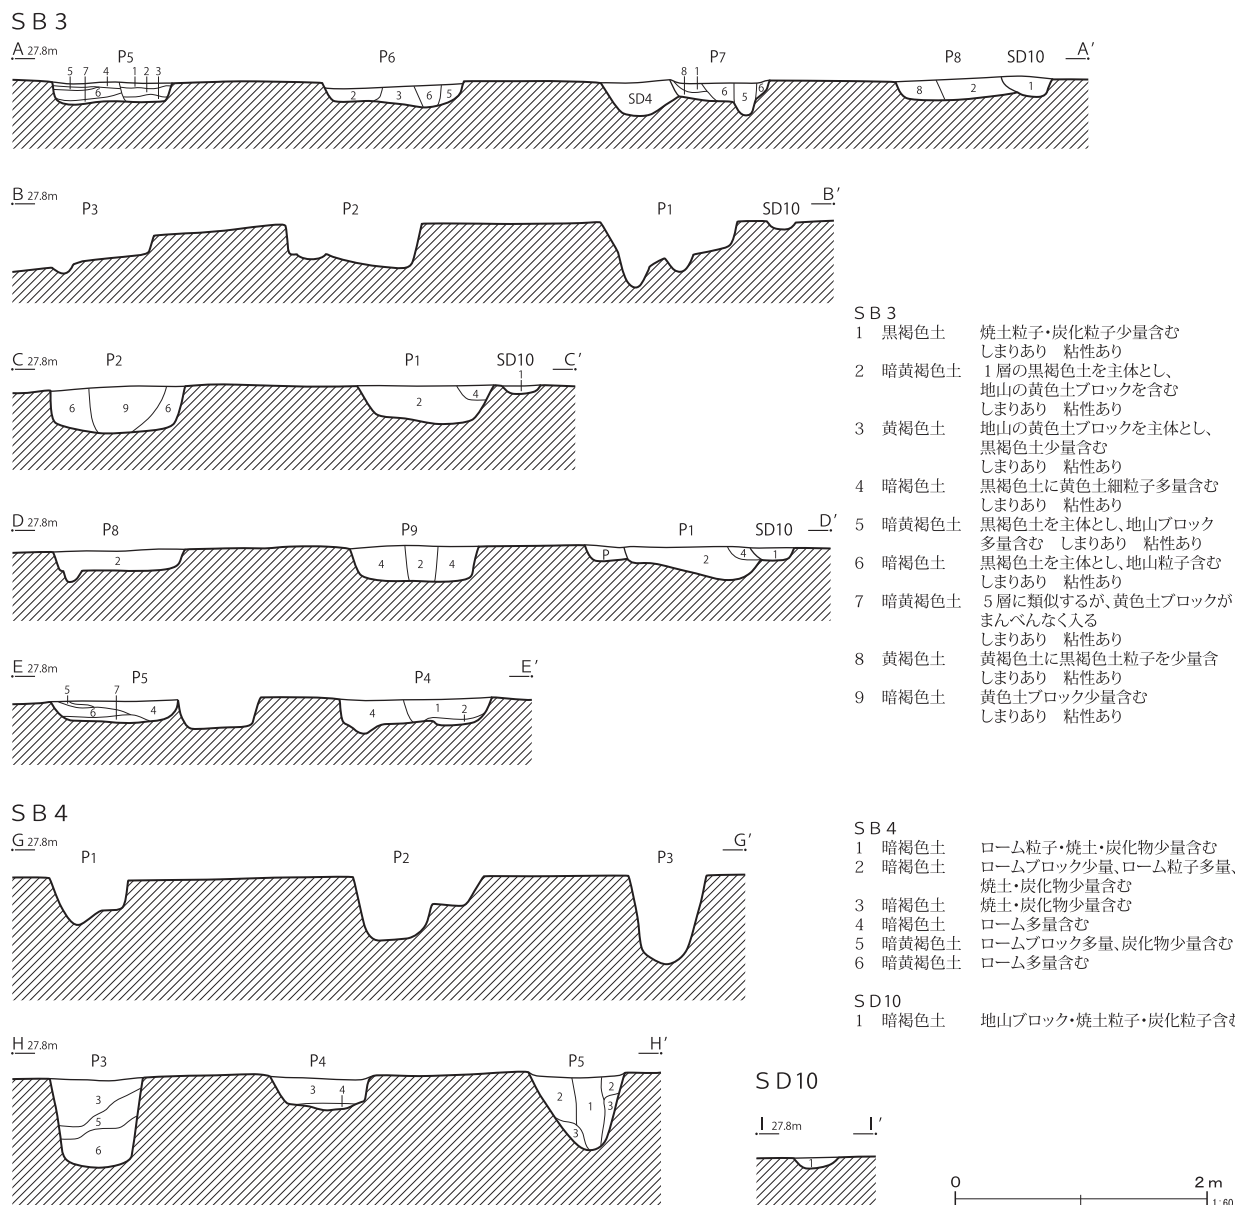 SB3
A 27.8m P5 P6 P7 P8 SD10 A′
5 7 4 1 2 3 8 1
6 2 3 6 5 SD4 6 5 6 8 2 1
B 27.8m P3 P2 P1 SD10 B′
C 27.8m P2 P1 SD10 C′
1
6 9 6 2 4
D 27.8m P8 P9 P1 SD10 D′
2 4 2 4 P 2 4 1
E 27.8m P5 P4 E′
5 7
6 4 4 1 2
SB3
1 黒褐色土 焼土粒子・炭化粒子少量含む
しまりあり 粘性あり
2 暗黄褐色土 1層の黒褐色土を主体とし、
地山の黄色土ブロックを含む
しまりあり 粘性あり
3 黄褐色土 地山の黄色土ブロックを主体とし、
黒褐色土少量含む
しまりあり 粘性あり
4 暗褐色土 黒褐色土に黄色土細粒子多量含む
しまりあり 粘性あり
5 暗黄褐色土 黒褐色土を主体とし、地山ブロック
多量含む しまりあり 粘性あり
6 暗褐色土 黒褐色土を主体とし、地山粒子含む
しまりあり 粘性あり
7 暗黄褐色土 5層に類似するが、黄色土ブロックが
まんべんなく入る
しまりあり 粘性あり
8 黄褐色土 黄褐色土に黒褐色土粒子を少量含
しまりあり 粘性あり
9 暗褐色土 黄色土ブロック少量含む
しまりあり 粘性あり
SB4
G 27.8m P1 P2 P3 G′
H 27.8m P3 P4 P5 H′
3 5 6 3 4 2 1 2 3 3
SB4
1 暗褐色土 ローム粒子・焼土・炭化物少量含む
2 暗褐色土 ロームブロック少量、ローム粒子多量、
焼土・炭化物少量含む
3 暗褐色土 焼土・炭化物少量含む
4 暗褐色土 ローム多量含む
5 暗黄褐色土 ロームブロック多量、炭化物少量含む
6 暗黄褐色土 ローム多量含む
SD10
1 暗褐色土 地山ブロック・焼土粒子・炭化粒子含む
SD10
I 27.8m I′
1
0 2m
1:60